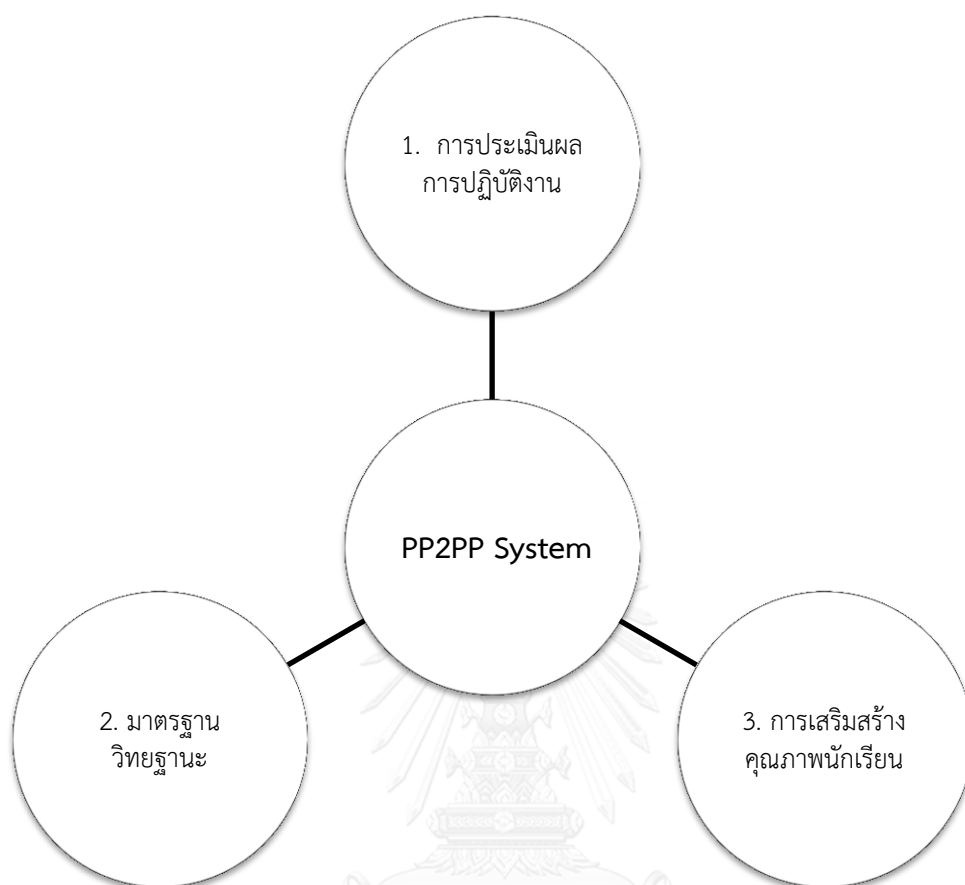 1. การประเมินผล
การปฏิบัติงาน
PP2PP System
2. มาตรฐาน
วิทยฐานะ
3. การเสริมสร้าง
คุณภาพนักเรียน